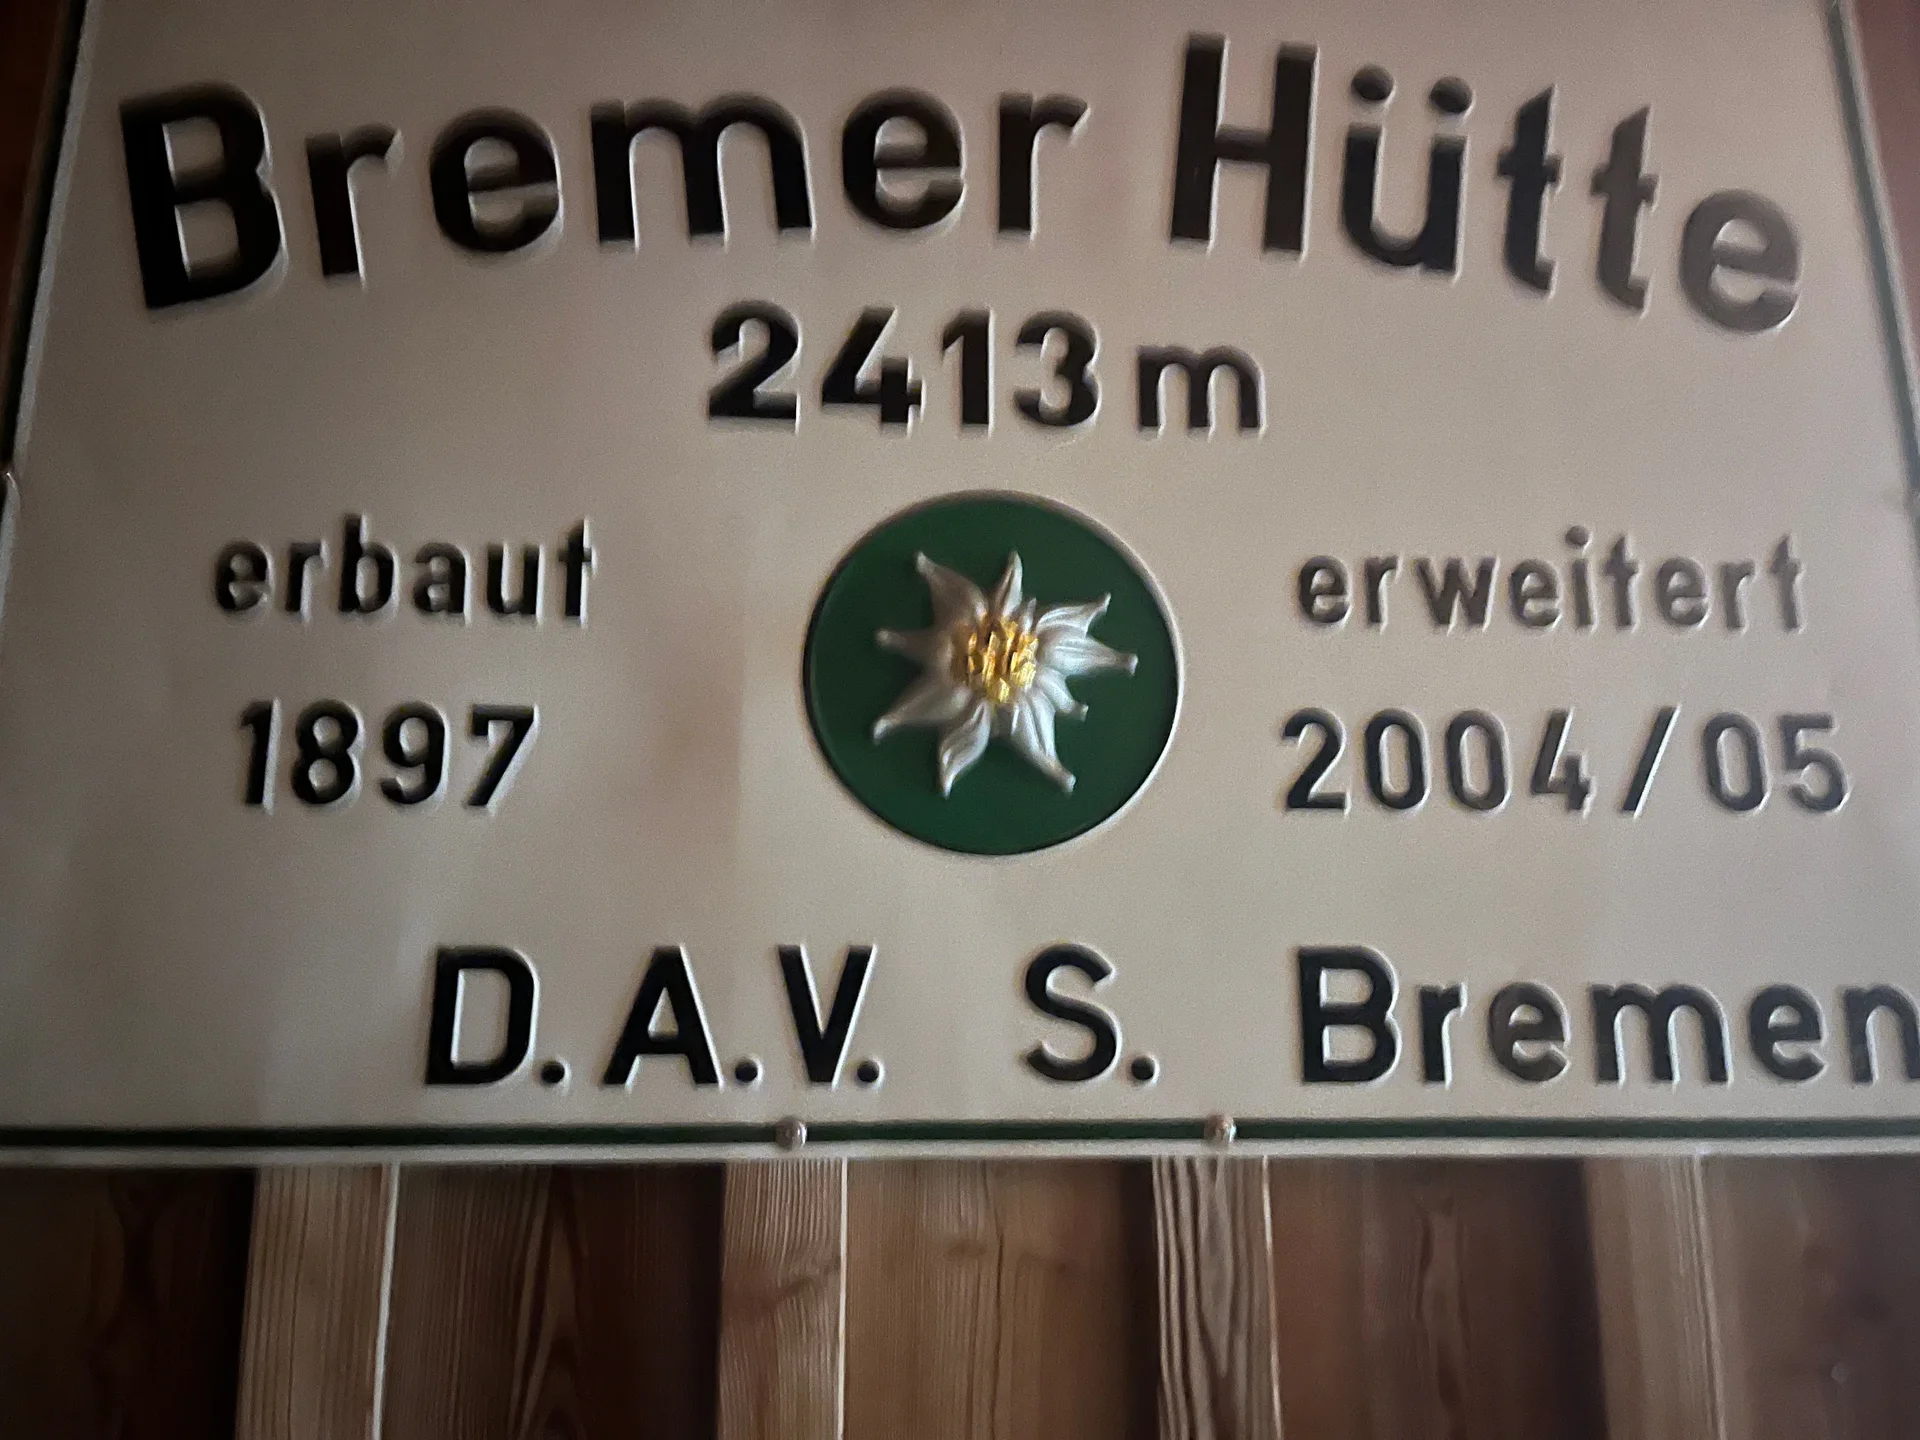 Bremer Hütte
2413 m
erbaut
1897
erweitert
2004/05
D.A.V. S. Bremen